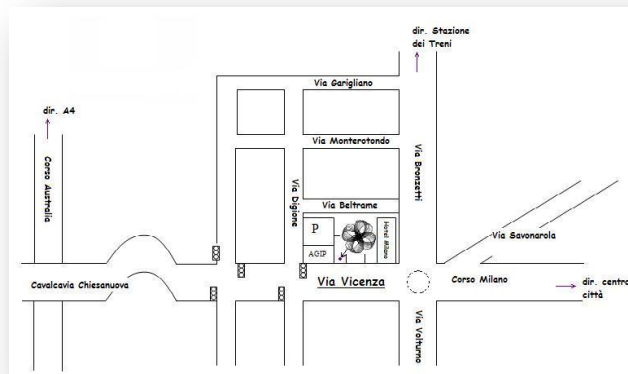 dir. Stazione
dei Treni
Via Garigliano
dir. A4
Via Monterotondo
Corso Australia
Via Digione
Via Bronzetti
Via Beltrame
P
Hotel Milano
AGIP
Via Savonarola
Cavalcavia Chiesanuova
Via Vicenza
Corso Milano
dir. centro
città
Via Volturno